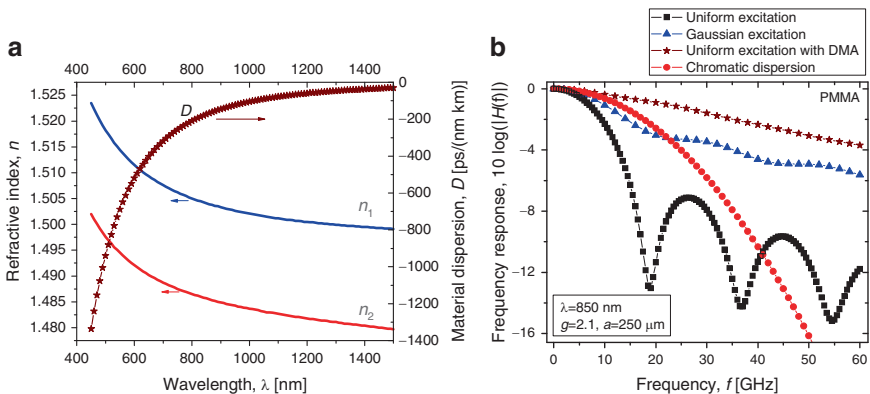 a
400 600 800 1000 1200 1400
1.525
1.520
1.515
1.510
1.505
1.500
1.495
1.490
1.485
1.480
Refractive index, n
D
n1
n2
0
−200
−400
−600
−800
−1000
−1200
−1400
Material dispersion, D [ps/(nm km)]
400 600 800 1000 1200 1400
Wavelength, λ [nm]
b
Uniform excitation
Gaussian excitation
Uniform excitation with DMA
Chromatic dispersion
PMMA
0
−4
−8
−12
−16
Frequency response, 10 log(|H(f)|)
λ=850 nm
g=2.1, a=250 μm
0 10 20 30 40 50 60
Frequency, f [GHz]